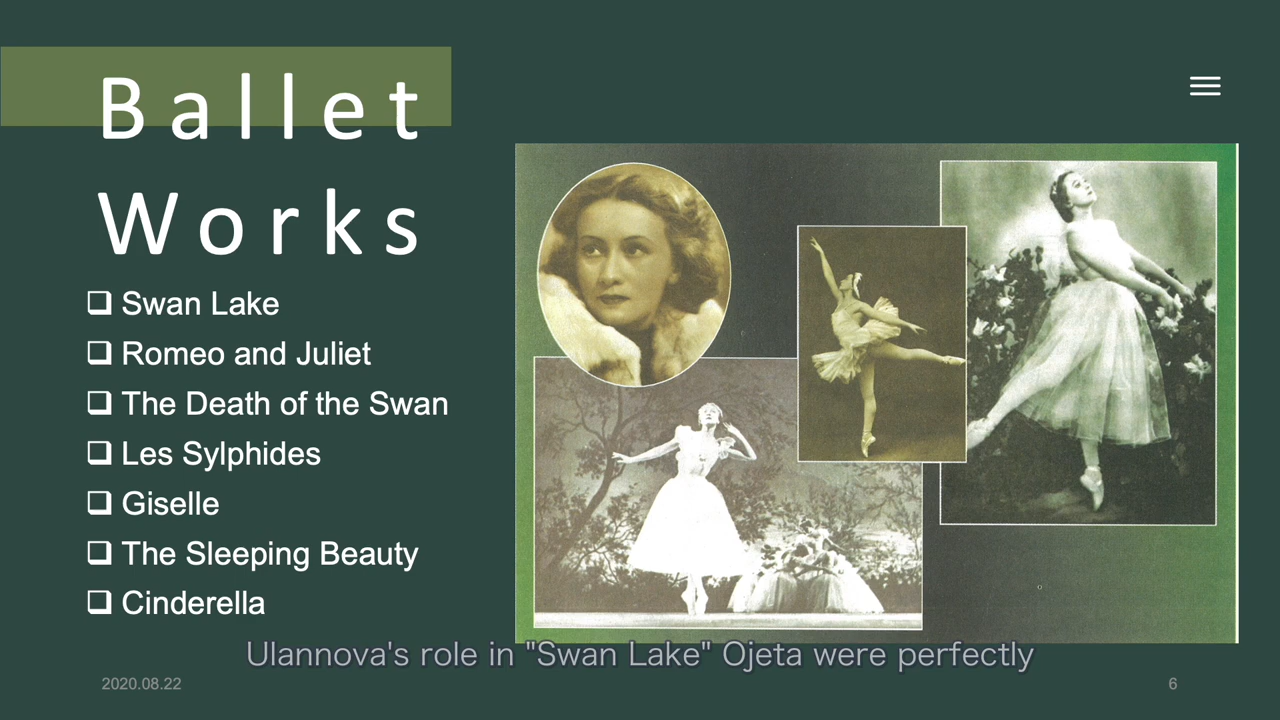 Ballet
Works
Swan Lake
Romeo and Juliet
The Death of the Swan
Les Sylphides
Giselle
The Sleeping Beauty
Cinderella
Ulannova's role in "Swan Lake" Ojeta were perfectly
2020.08.22
6